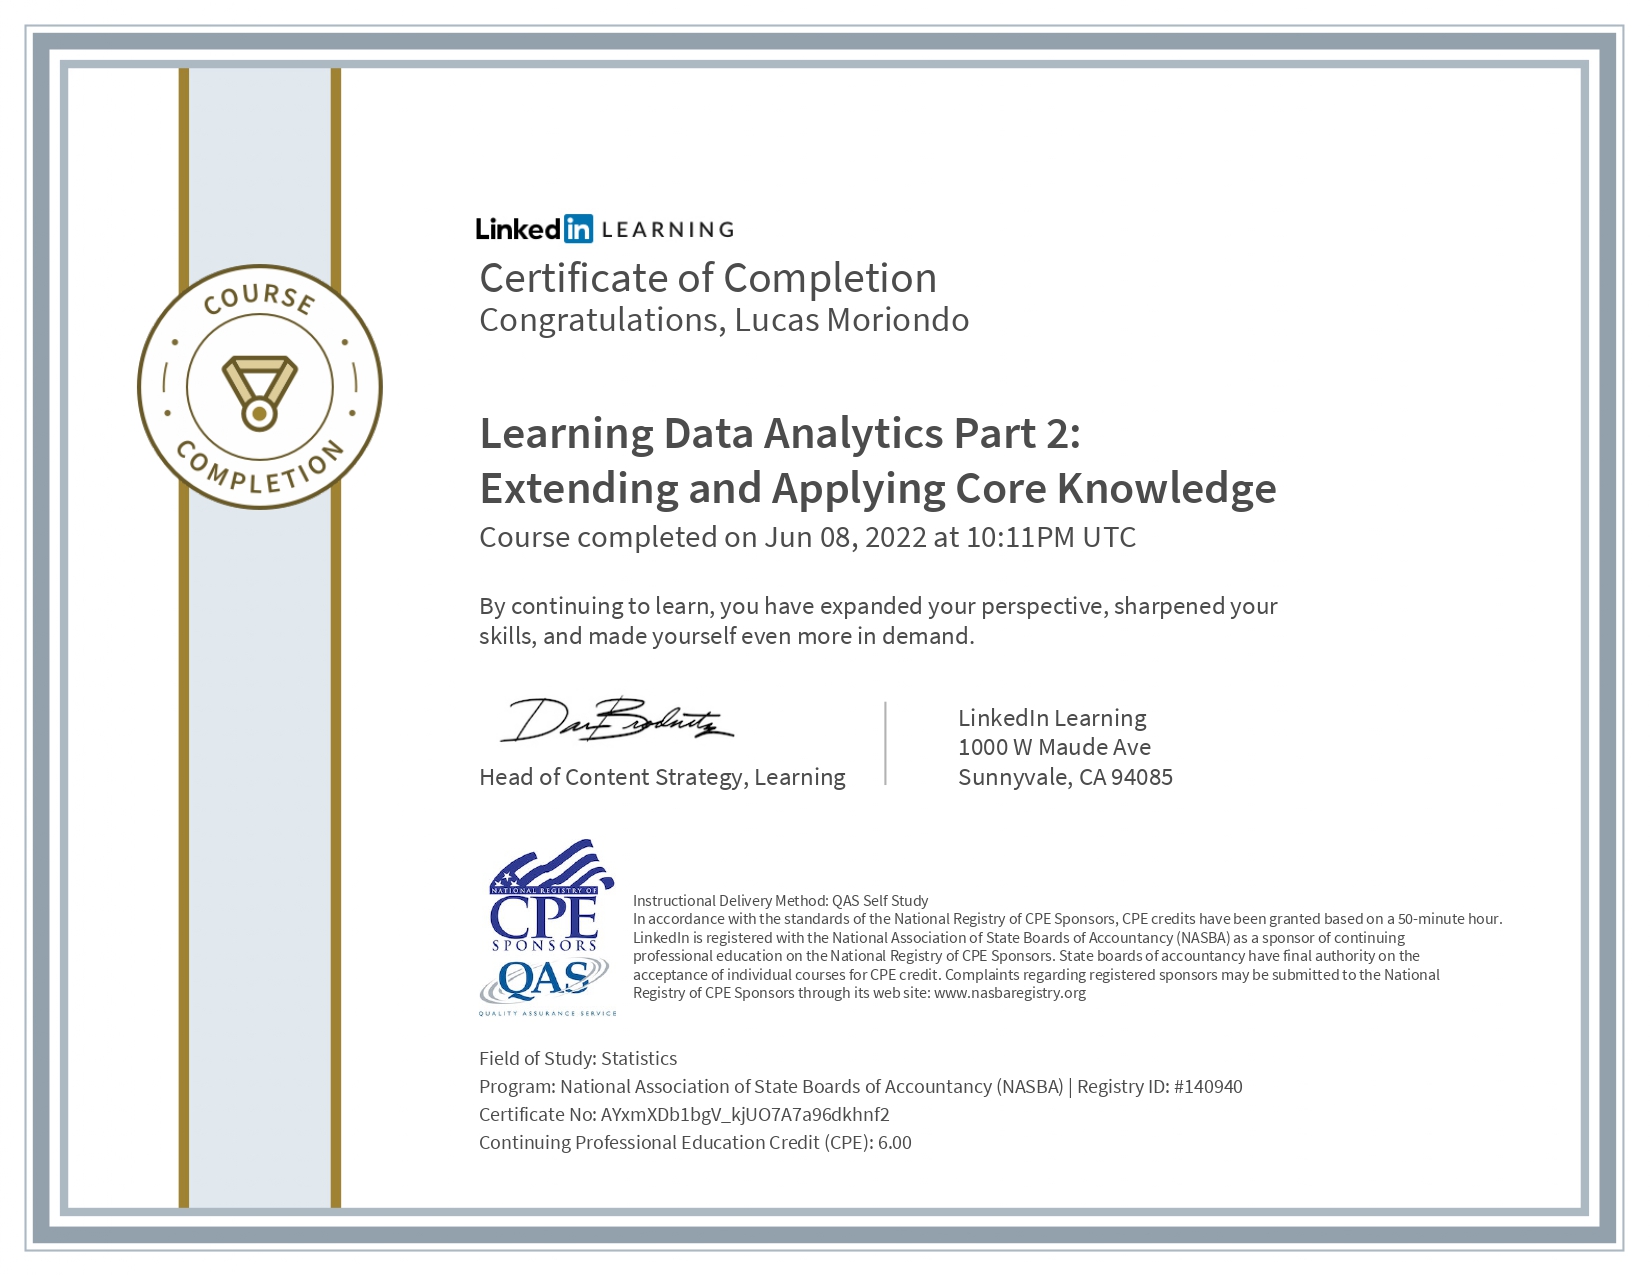 COURSE
COMPLETION
Linked in LEARNING
Certificate of Completion
Congratulations, Lucas Moriondo
Learning Data Analytics Part 2:
Extending and Applying Core Knowledge
Course completed on Jun 08, 2022 at 10:11PM UTC
By continuing to learn, you have expanded your perspective, sharpened your
skills, and made yourself even more in demand.
Dan Brodnitz
Head of Content Strategy, Learning
LinkedIn Learning
1000 W Maude Ave
Sunnyvale, CA 94085
NATIONAL REGISTRY OF
CPE
SPONSORS
QAS
QUALITY ASSURANCE SERVICE
Instructional Delivery Method: QAS Self Study
In accordance with the standards of the National Registry of CPE Sponsors, CPE credits have been granted based on a 50-minute hour.
LinkedIn is registered with the National Association of State Boards of Accountancy (NASBA) as a sponsor of continuing
professional education on the National Registry of CPE Sponsors. State boards of accountancy have final authority on the
acceptance of individual courses for CPE credit. Complaints regarding registered sponsors may be submitted to the National
Registry of CPE Sponsors through its web site: www.nasbaregistry.org
Field of Study: Statistics
Program: National Association of State Boards of Accountancy (NASBA) | Registry ID: #140940
Certificate No: AYxmXDb1bgV_kjUO7A7a96dkhnf2
Continuing Professional Education Credit (CPE): 6.00